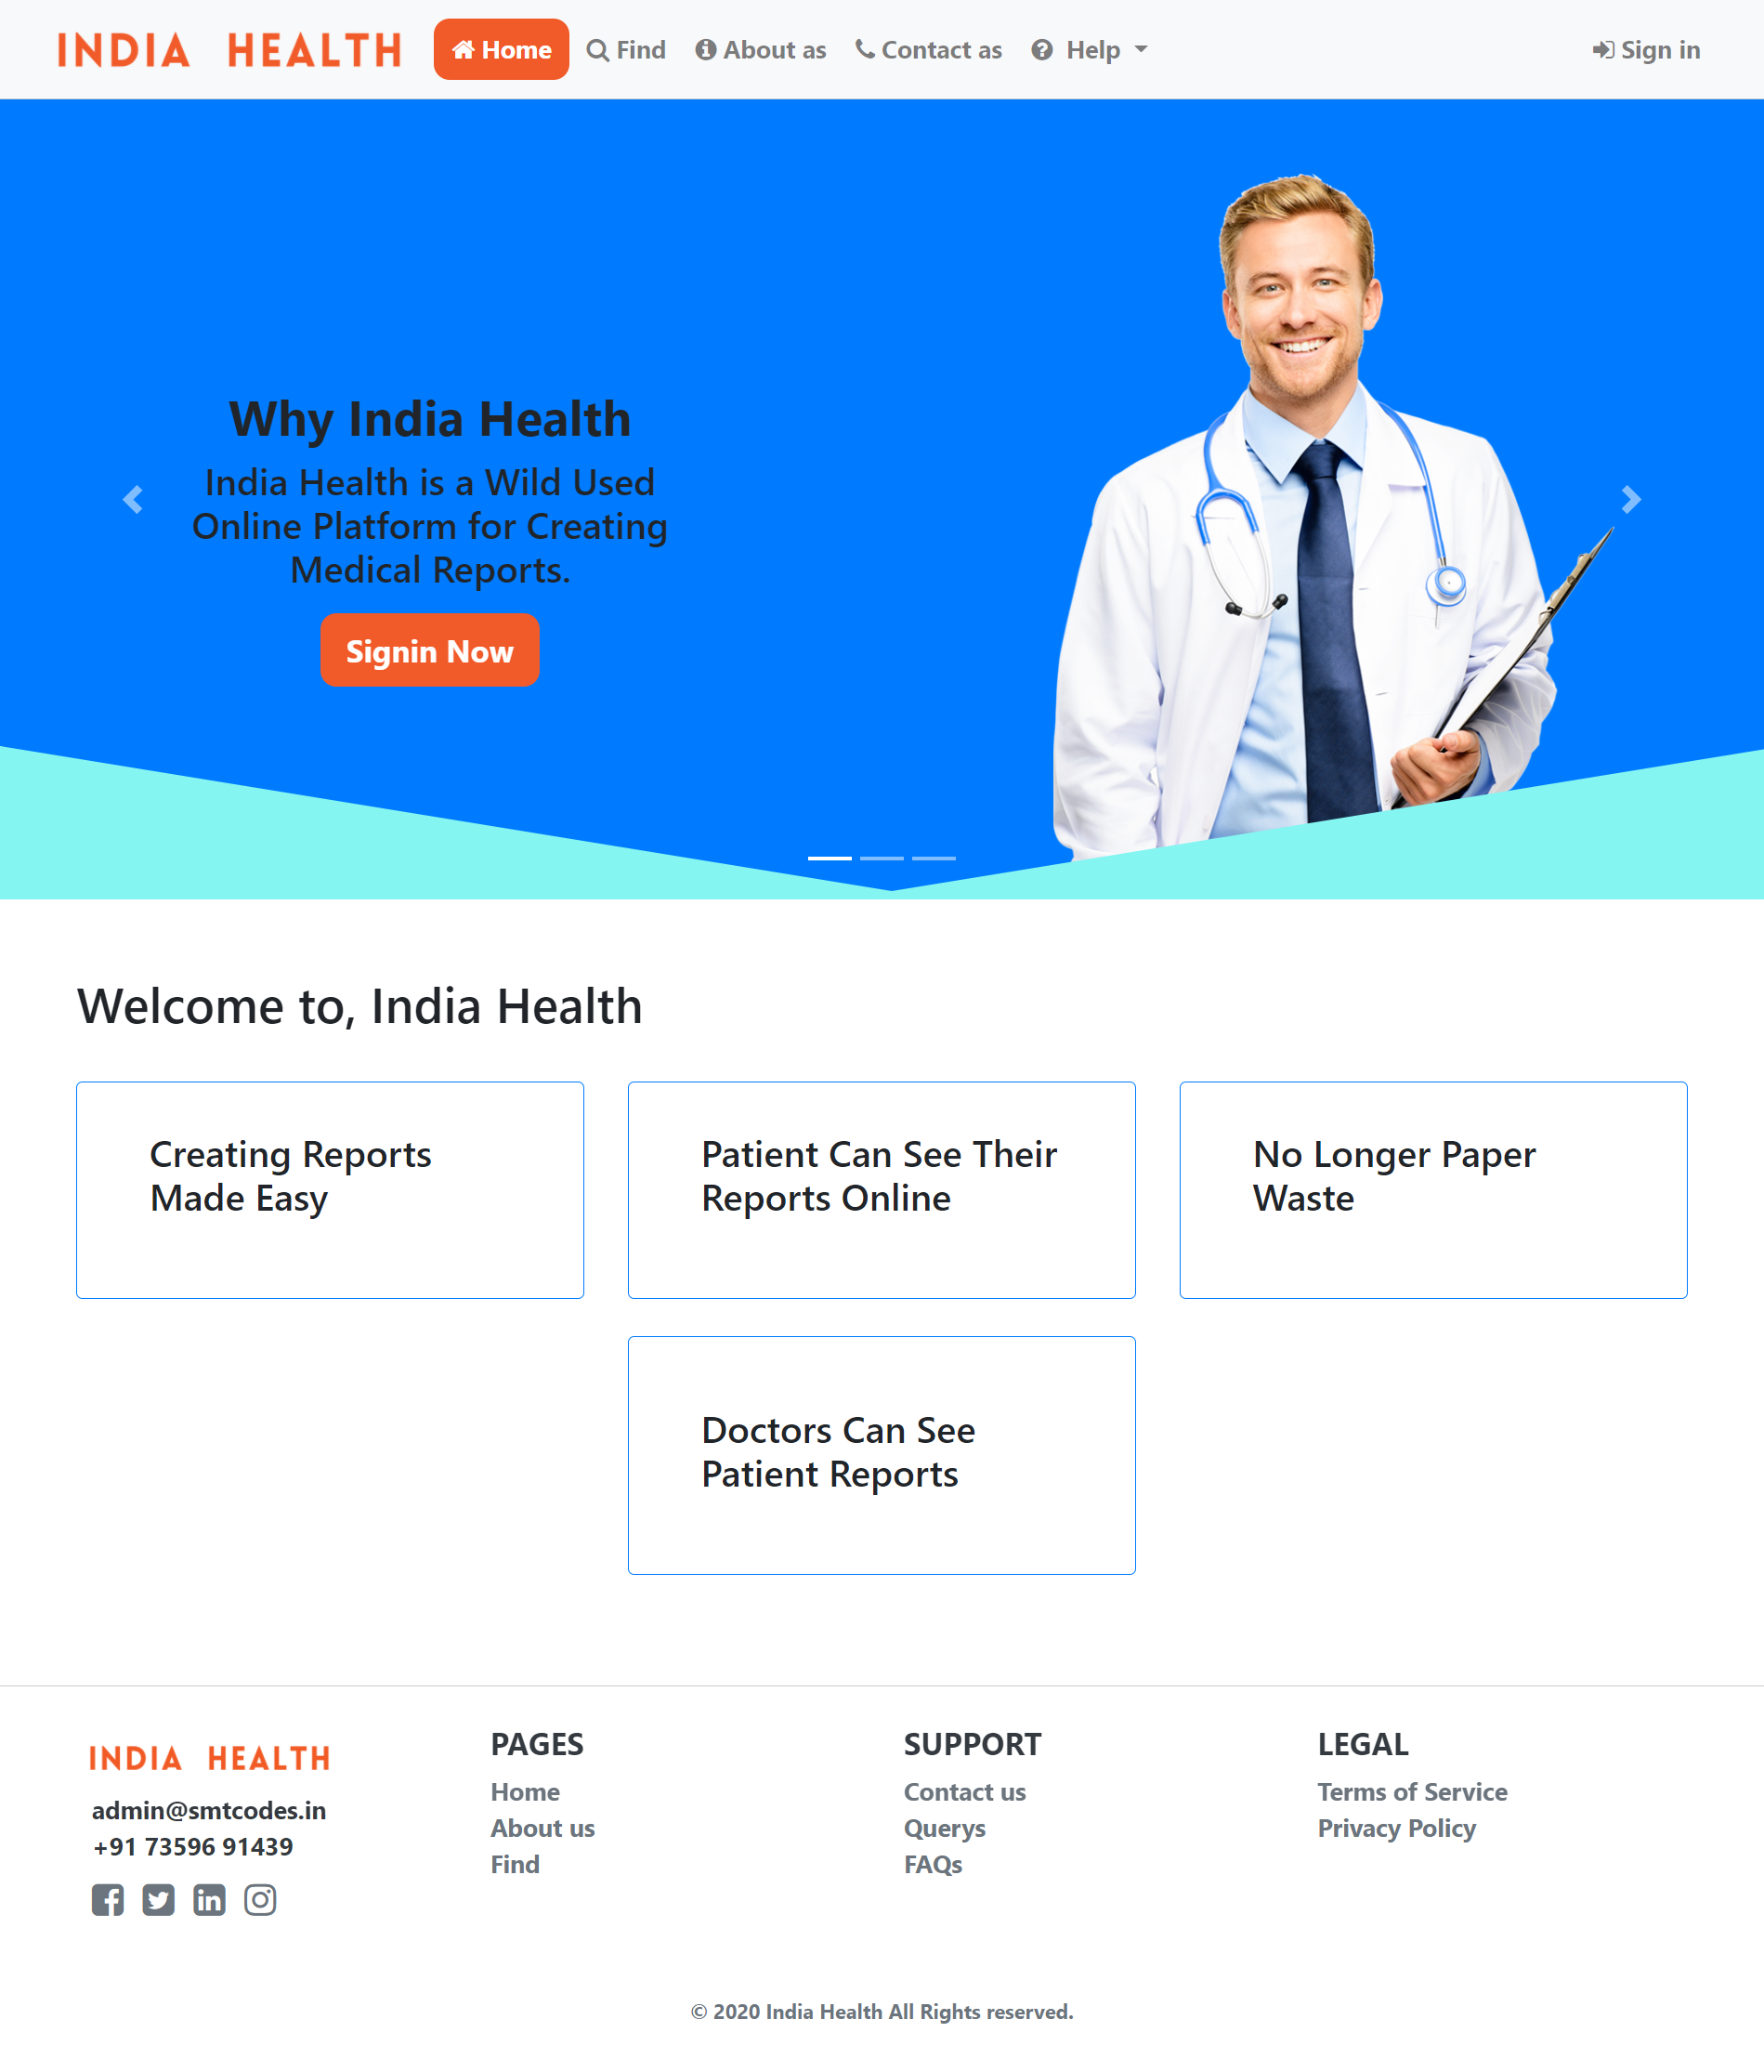 INDIA HEALTH
Home
Find
About as
Contact as
Help
Sign in
Why India Health
India Health is a Wild Used
Online Platform for Creating
Medical Reports.
Signin Now
Welcome to, India Health
Creating Reports
Made Easy
Patient Can See Their
Reports Online
No Longer Paper
Waste
Doctors Can See
Patient Reports
INDIA HEALTH
admin@smtcodes.in
+91 73596 91439
PAGES
Home
About us
Find
SUPPORT
Contact us
Querys
FAQs
LEGAL
Terms of Service
Privacy Policy
© 2020 India Health All Rights reserved.